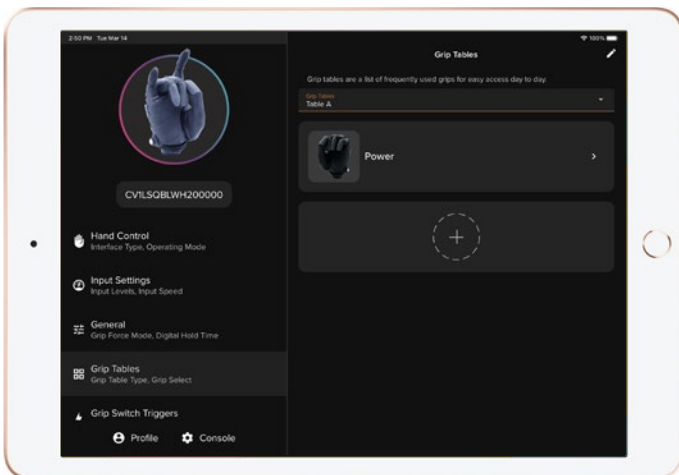 2:50 PM Tue Mar 14
100%
CV1LSQBLWH200000
Hand Control
Interface Type, Operating Mode
Input Settings
Input Levels, Input Speed
General
Grip Force Mode, Digital Hold Time
Grip Tables
Grip Table Type, Grip Select
Grip Switch Triggers
Profile
Console
Grip Tables
Grip tables are a list of frequently used grips for easy access day to day.
Grip Tables
Table A
Power